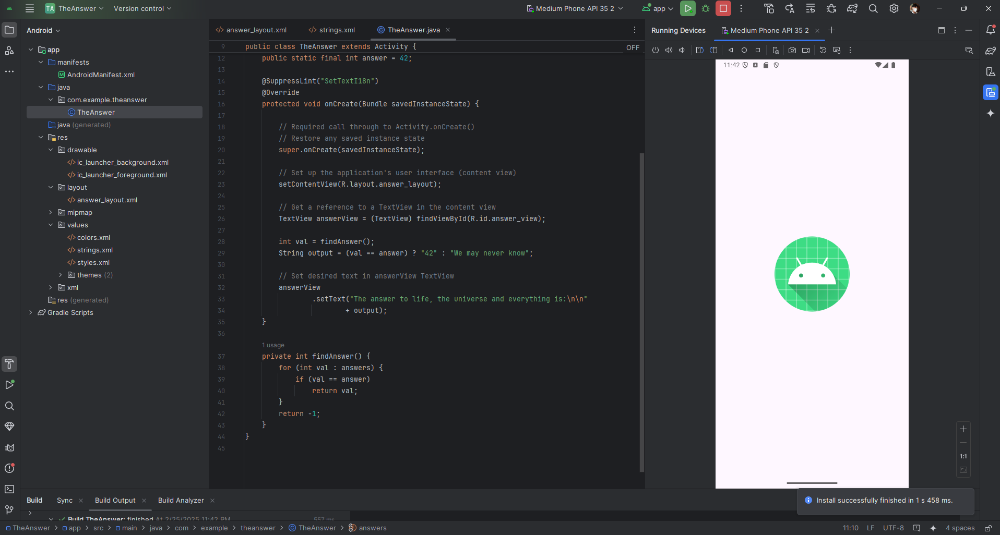 TA TheAnswer Version control Medium Phone API 35 2 app
Android
app
manifests
AndroidManifest.xml
java
com.example.theanswer
TheAnswer
java (generated)
res
drawable
ic_launcher_background.xml
ic_launcher_foreground.xml
layout
answer_layout.xml
mipmap
values
colors.xml
strings.xml
styles.xml
themes (2)
xml
res (generated)
Gradle Scripts
answer_layout.xml strings.xml TheAnswer.java
OFF
9 public class TheAnswer extends Activity {
12 public static final int answer = 42;
13
14 @SuppressLint("SetTextI18n")
15 @Override
16 protected void onCreate(Bundle savedInstanceState) {
17
18 // Required call through to Activity.onCreate()
19 // Restore any saved instance state
20 super.onCreate(savedInstanceState);
21
22 // Set up the application's user interface (content view)
23 setContentView(R.layout.answer_layout);
24
25 // Get a reference to a TextView in the content view
26 TextView answerView = (TextView) findViewById(R.id.answer_view);
27
28 int val = findAnswer();
29 String output = (val == answer) ? "42" : "We may never know";
30
31 // Set desired text in answerView TextView
32 answerView
33 .setText("The answer to life, the universe and everything is:\n\n"
34 + output);
35 }
36
1 usage
37 private int findAnswer() {
38 for (int val : answers) {
39 if (val == answer)
40 return val;
41 }
42 return -1;
43 }
44 }
45
Running Devices Medium Phone API 35 2
11:42
1:1
Install successfully finished in 1 s 458 ms.
Build Sync Build Output Build Analyzer
Build TheAnswer: finished At 2/25/2025 11:42 PM 557 ms
TheAnswer app src main java com example theanswer TheAnswer answers 11:10 LF UTF-8 4 spaces